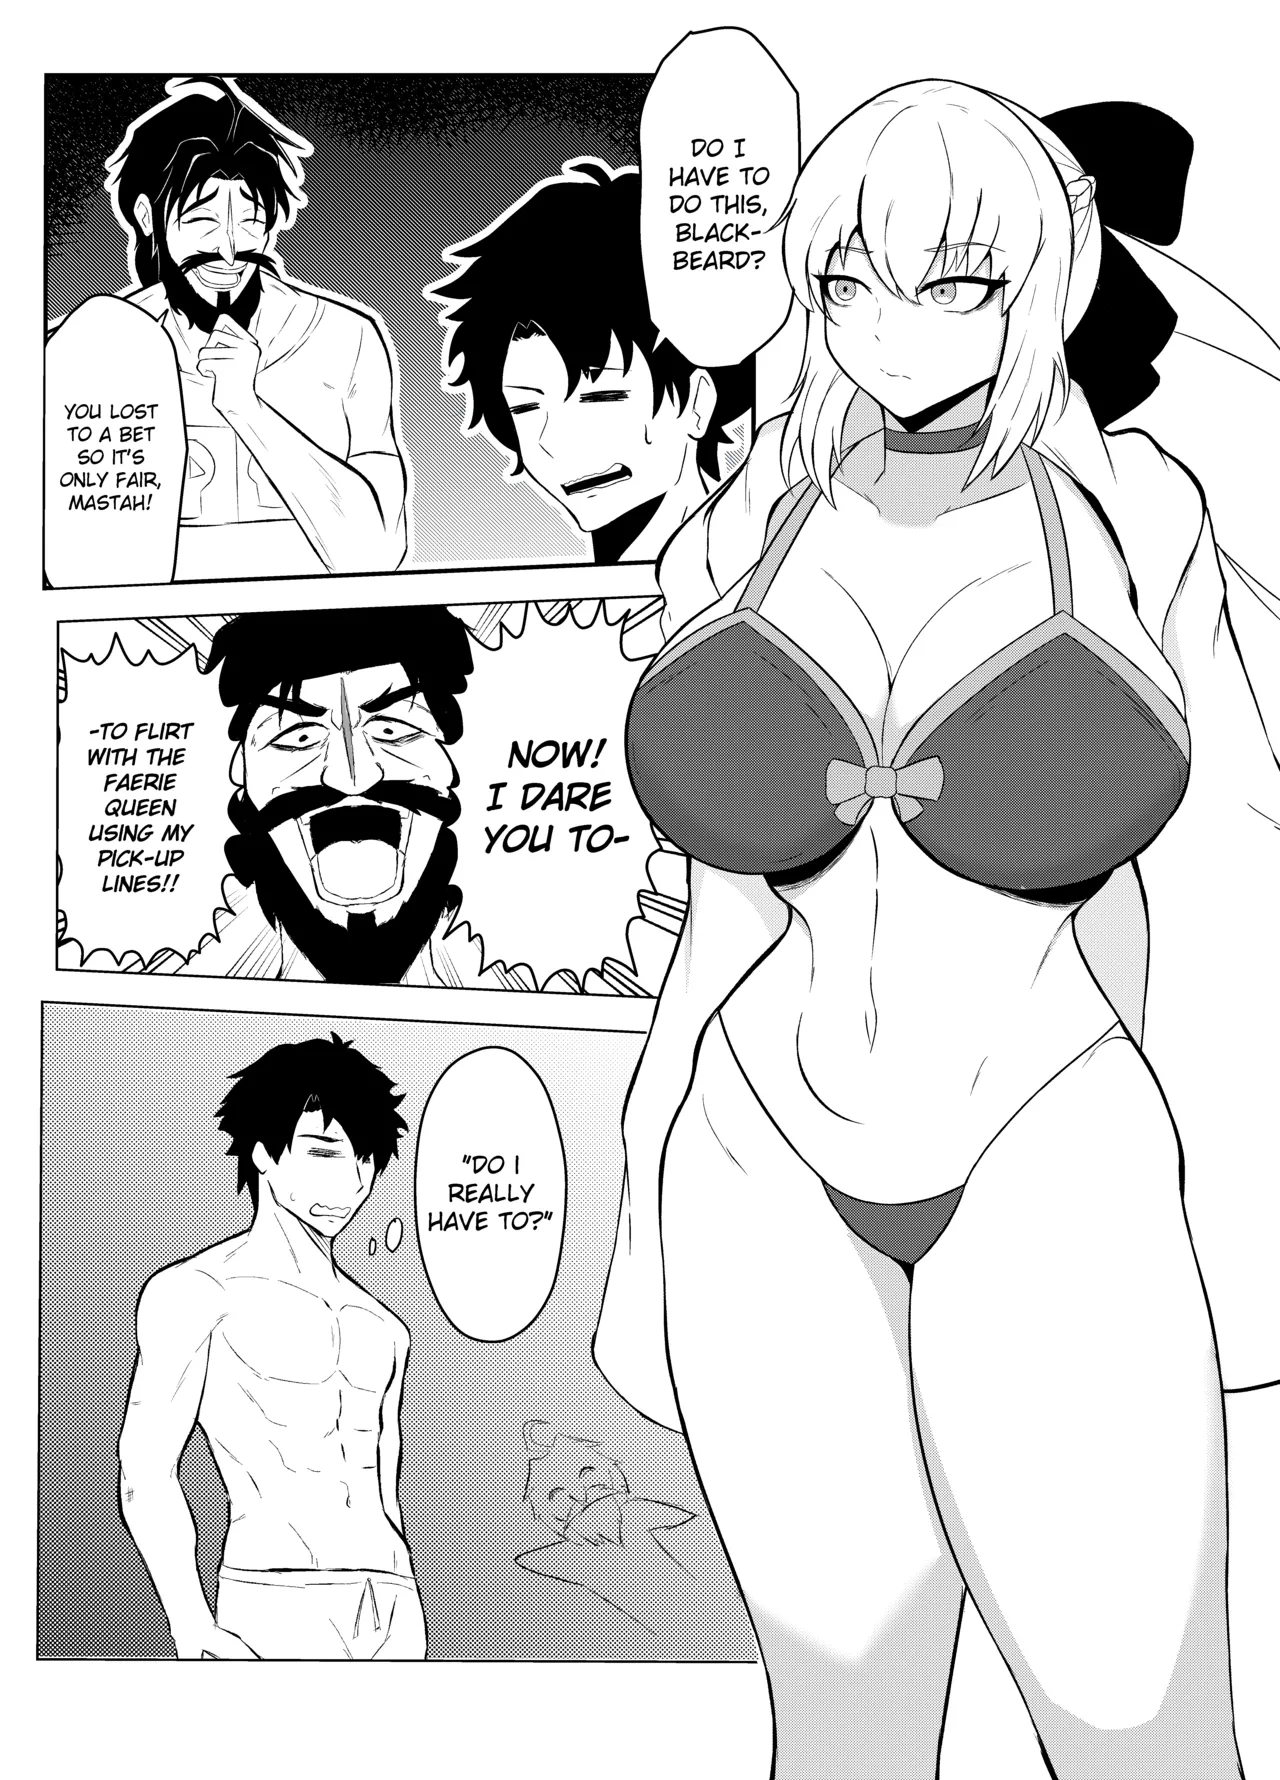 DO I
HAVE TO
DO THIS,
BLACK-
BEARD?
YOU LOST
TO A BET
SO IT'S
ONLY FAIR,
MASTAH!
NOW!
I DARE
YOU TO-
-TO FLIRT
WITH THE
FAERIE
QUEEN
USING MY
PICK-UP
LINES!!
"DO I
REALLY
HAVE TO?"